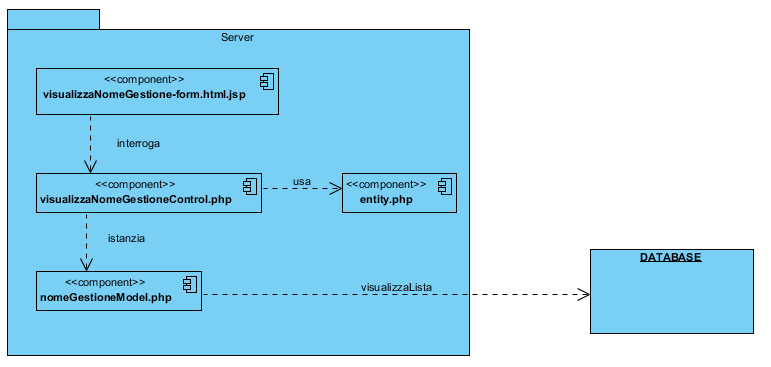 Server
<<component>>
visualizzaNomeGestione-form.html.jsp
interroga
<<component>>
visualizzaNomeGestioneControl.php
usa
<<component>>
entity.php
istanzia
<<component>>
nomeGestioneModel.php
visualizzaLista
DATABASE